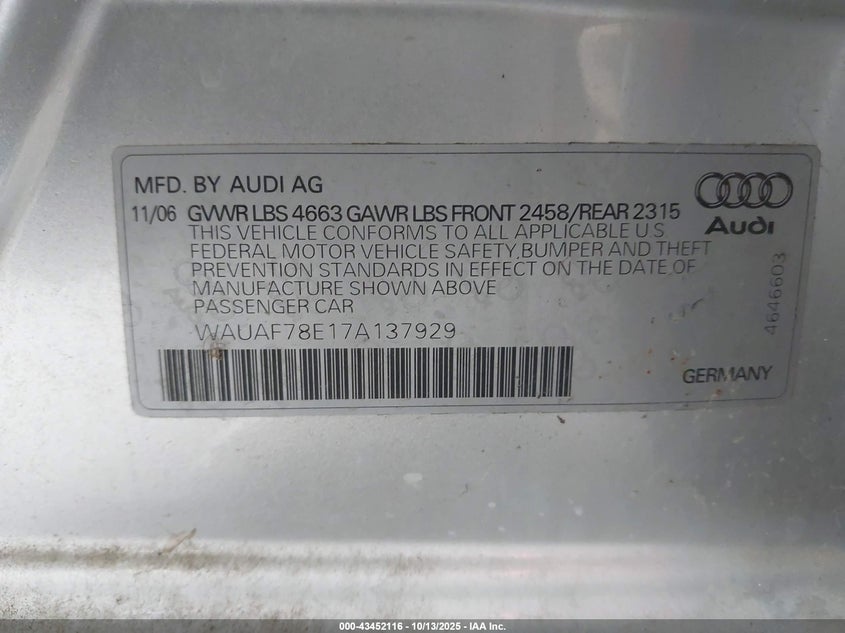 MFD. BY AUDI AG
11/06 GVWR LBS 4663 GAWR LBS FRONT 2458/REAR 2315
THIS VEHICLE CONFORMS TO ALL APPLICABLE U.S.
FEDERAL MOTOR VEHICLE SAFETY,BUMPER AND THEFT
PREVENTION STANDARDS IN EFFECT ON THE DATE OF
MANUFACTURE SHOWN ABOVE
PASSENGER CAR
WAUAF78E17A137929
Audi
4646603
GERMANY
000-43452116 - 10/13/2025 - IAA Inc.